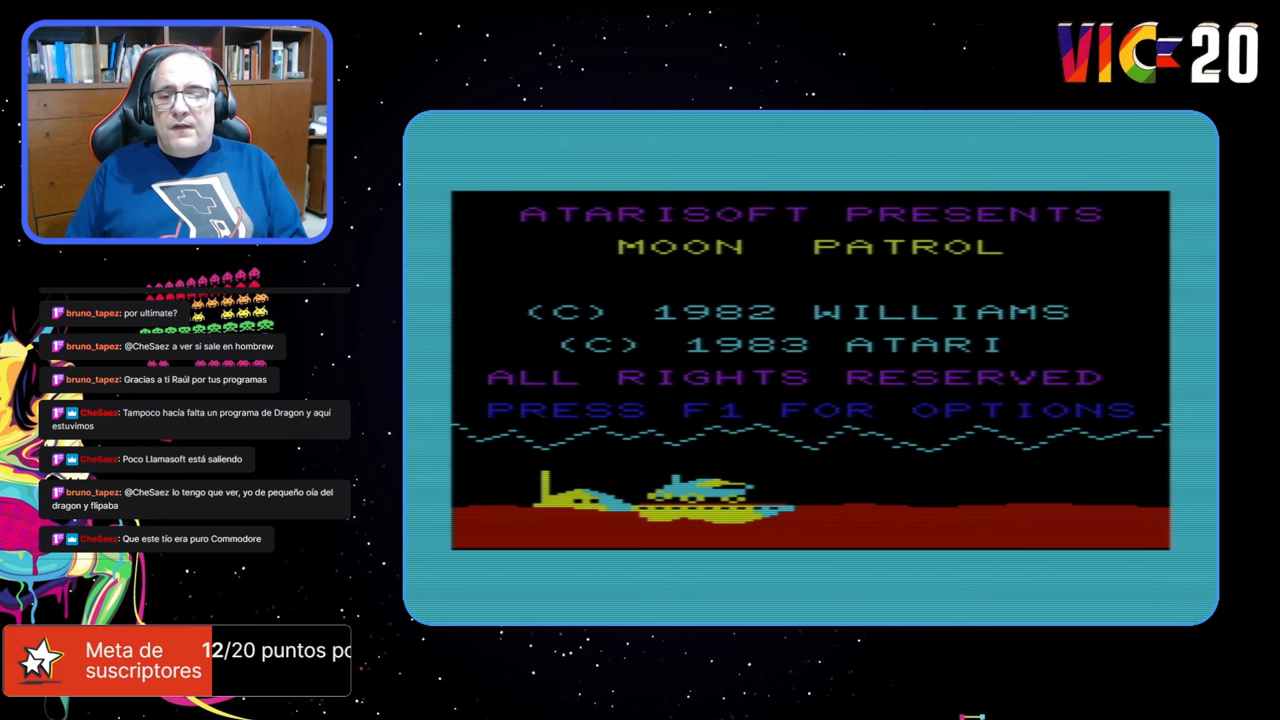 VIC-20
ATARISOFT PRESENTS
MOON PATROL
(C) 1982 WILLIAMS
(C) 1983 ATARI
ALL RIGHTS RESERVED
PRESS F1 FOR OPTIONS
bruno_tapez: por ultimate?
bruno_tapez: @CheSaez a ver si sale en hombrew
bruno_tapez: Gracias a ti Raúl por tus programas
CheSaez: Tampoco hacía falta un programa de Dragon y aquí
estuvimos
CheSaez: Poco Llamasoft está saliendo
bruno_tapez: @CheSaez lo tengo que ver, yo de pequeño oía del
dragon y flipaba
CheSaez: Que este tío era puro Commodore
Meta de
suscriptores
12/20 puntos po